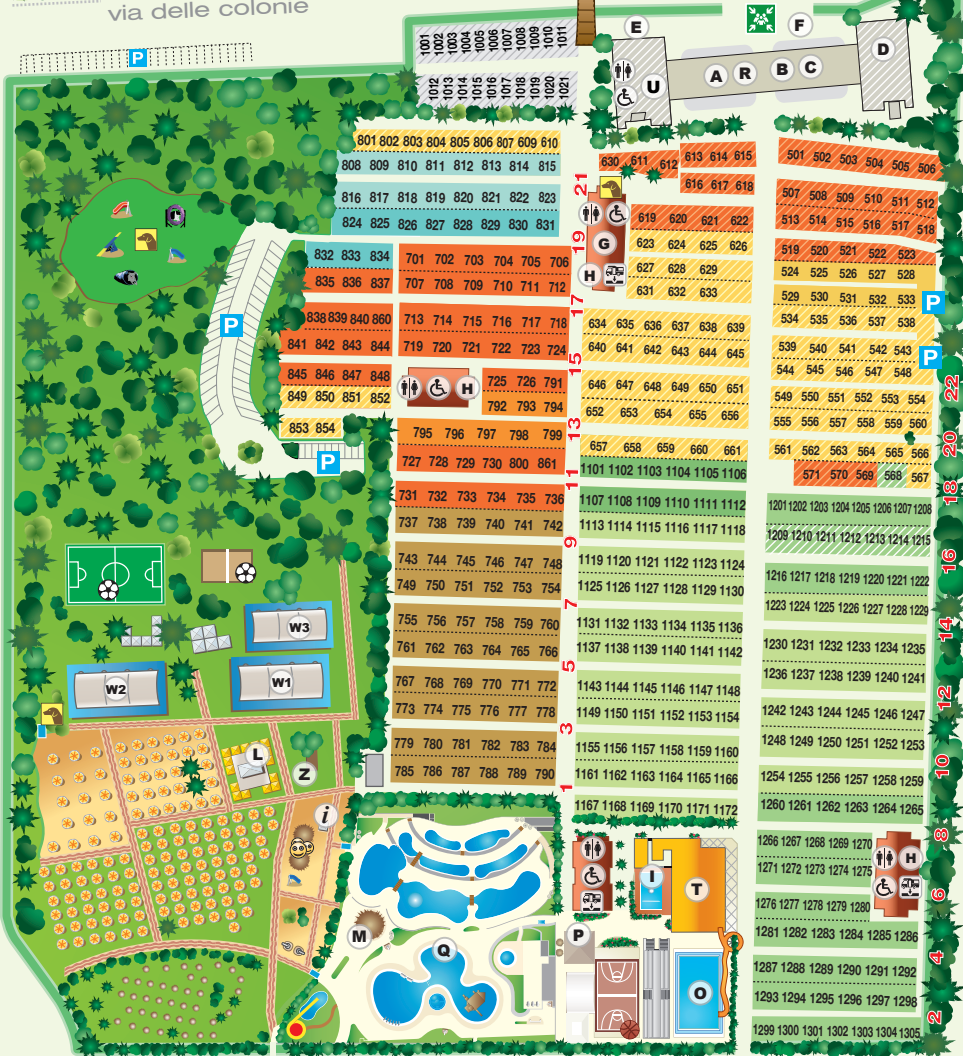 via delle colonie
P
1001 1002 1003 1004 1005 1006 1007 1008 1009 1010 1011
1012 1013 1014 1015 1016 1017 1018 1019 1020 1021
E
F
D
U
A R B C
801 802 803 804 805 806 807 609 610
808 809 810 811 812 813 814 815
816 817 818 819 820 821 822 823
824 825 826 827 828 829 830 831
832 833 834
835 836 837
838 839 840 860
841 842 843 844
845 846 847 848
849 850 851 852
853 854
P
P
701 702 703 704 705 706
707 708 709 710 711 712
713 714 715 716 717 718
719 720 721 722 723 724
H
725 726 791
792 793 794
795 796 797 798 799
727 728 729 730 800 861
731 732 733 734 735 736
737 738 739 740 741 742
743 744 745 746 747 748
749 750 751 752 753 754
755 756 757 758 759 760
761 762 763 764 765 766
767 768 769 770 771 772
773 774 775 776 777 778
779 780 781 782 783 784
785 786 787 788 789 790
21
19
17
15
13
11
9
7
5
3
1
630 611 612
613 614 615
616 617 618
G
H
619 620 621 622
623 624 625 626
627 628 629
631 632 633
634 635 636 637 638 639
640 641 642 643 644 645
646 647 648 649 650 651
652 653 654 655 656
657 658 659 660 661
1101 1102 1103 1104 1105 1106
1107 1108 1109 1110 1111 1112
1113 1114 1115 1116 1117 1118
1119 1120 1121 1122 1123 1124
1125 1126 1127 1128 1129 1130
1131 1132 1133 1134 1135 1136
1137 1138 1139 1140 1141 1142
1143 1144 1145 1146 1147 1148
1149 1150 1151 1152 1153 1154
1155 1156 1157 1158 1159 1160
1161 1162 1163 1164 1165 1166
1167 1168 1169 1170 1171 1172
501 502 503 504 505 506
507 508 509 510 511 512
513 514 515 516 517 518
519 520 521 522 523
524 525 526 527 528
529 530 531 532 533
534 535 536 537 538
P
539 540 541 542 543
544 545 546 547 548
P
549 550 551 552 553 554
555 556 557 558 559 560
561 562 563 564 565 566
571 570 569 568 567
1201 1202 1203 1204 1205 1206 1207 1208
1209 1210 1211 1212 1213 1214 1215
1216 1217 1218 1219 1220 1221 1222
1223 1224 1225 1226 1227 1228 1229
1230 1231 1232 1233 1234 1235
1236 1237 1238 1239 1240 1241
1242 1243 1244 1245 1246 1247
1248 1249 1250 1251 1252 1253
1254 1255 1256 1257 1258 1259
1260 1261 1262 1263 1264 1265
1266 1267 1268 1269 1270
1271 1272 1273 1274 1275
H
1276 1277 1278 1279 1280
1281 1282 1283 1284 1285 1286
1287 1288 1289 1290 1291 1292
1293 1294 1295 1296 1297 1298
1299 1300 1301 1302 1303 1304 1305
22
20
18
16
14
12
10
8
6
4
2
W3
W2
W1
L
Z
i
M
Q
P
I
T
O